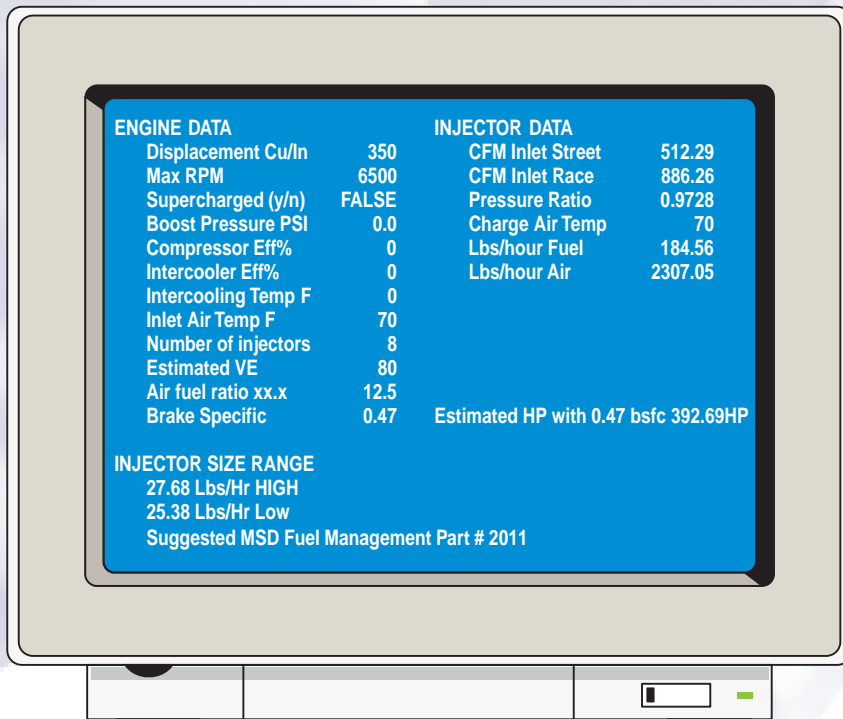 ENGINE DATA
Displacement Cu/In 350
Max RPM 6500
Supercharged (y/n) FALSE
Boost Pressure PSI 0.0
Compressor Eff% 0
Intercooler Eff% 0
Intercooling Temp F 0
Inlet Air Temp F 70
Number of injectors 8
Estimated VE 80
Air fuel ratio xx.x 12.5
Brake Specific 0.47
INJECTOR DATA
CFM Inlet Street 512.29
CFM Inlet Race 886.26
Pressure Ratio 0.9728
Charge Air Temp 70
Lbs/hour Fuel 184.56
Lbs/hour Air 2307.05
Estimated HP with 0.47 bsfc 392.69HP
INJECTOR SIZE RANGE
27.68 Lbs/Hr HIGH
25.38 Lbs/Hr Low
Suggested MSD Fuel Management Part # 2011